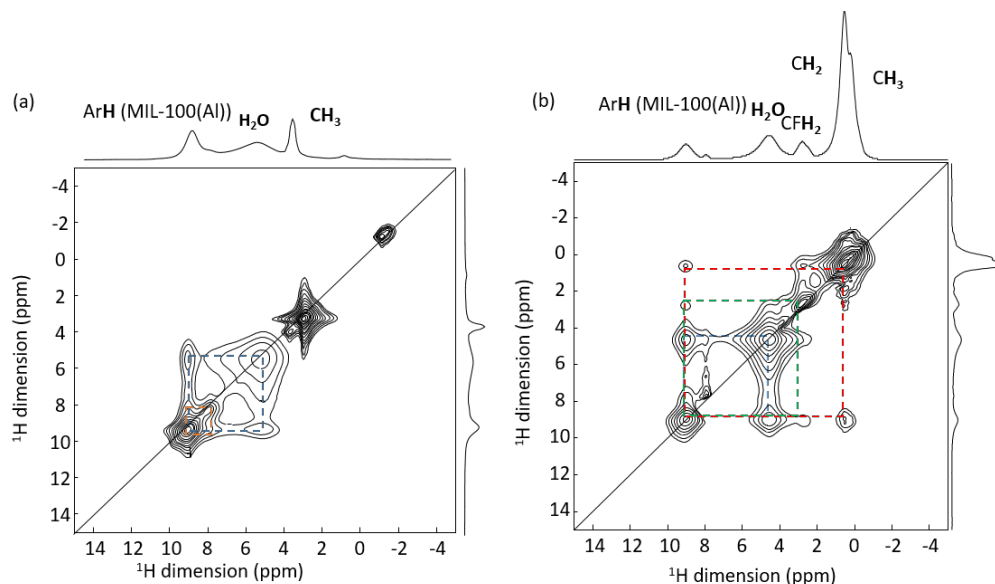 (a)
ArH (MIL-100(Al))
H2O
CH3
-4
-2
0
2
4
6
8
10
12
14
1H dimension (ppm)
14 12 10 8 6 4 2 0 -2 -4
1H dimension (ppm)
(b)
CH2
CH3
ArH (MIL-100(Al))
H2O
CFH2
-4
-2
0
2
4
6
8
10
12
14
1H dimension (ppm)
14 12 10 8 6 4 2 0 -2 -4
1H dimension (ppm)